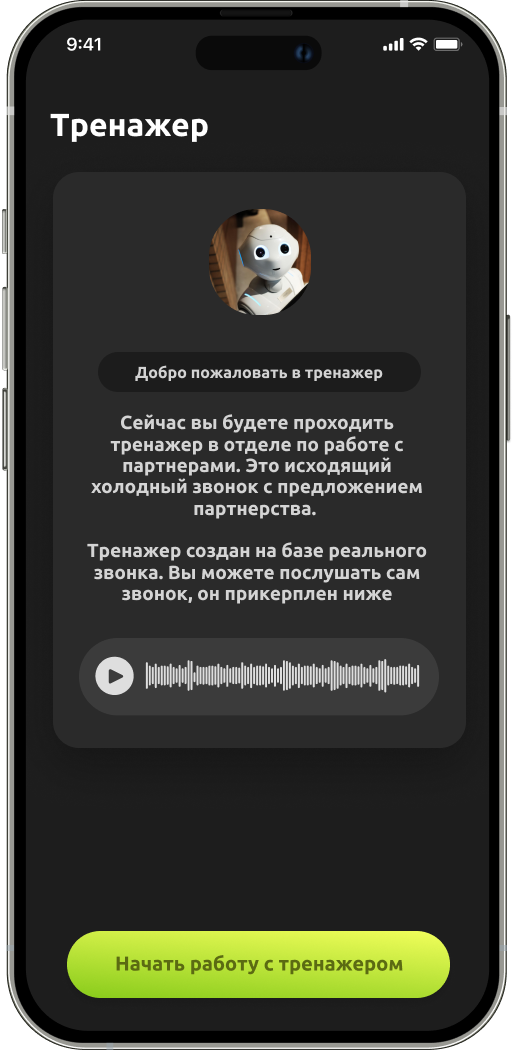 9:41
Тренажер
Добро пожаловать в тренажер
Сейчас вы будете проходить
тренажер в отделе по работе с
партнерами. Это исходящий
холодный звонок с предложением
партнерства.
Тренажер создан на базе реального
звонка. Вы можете послушать сам
звонок, он прикерплен ниже
Начать работу с тренажером